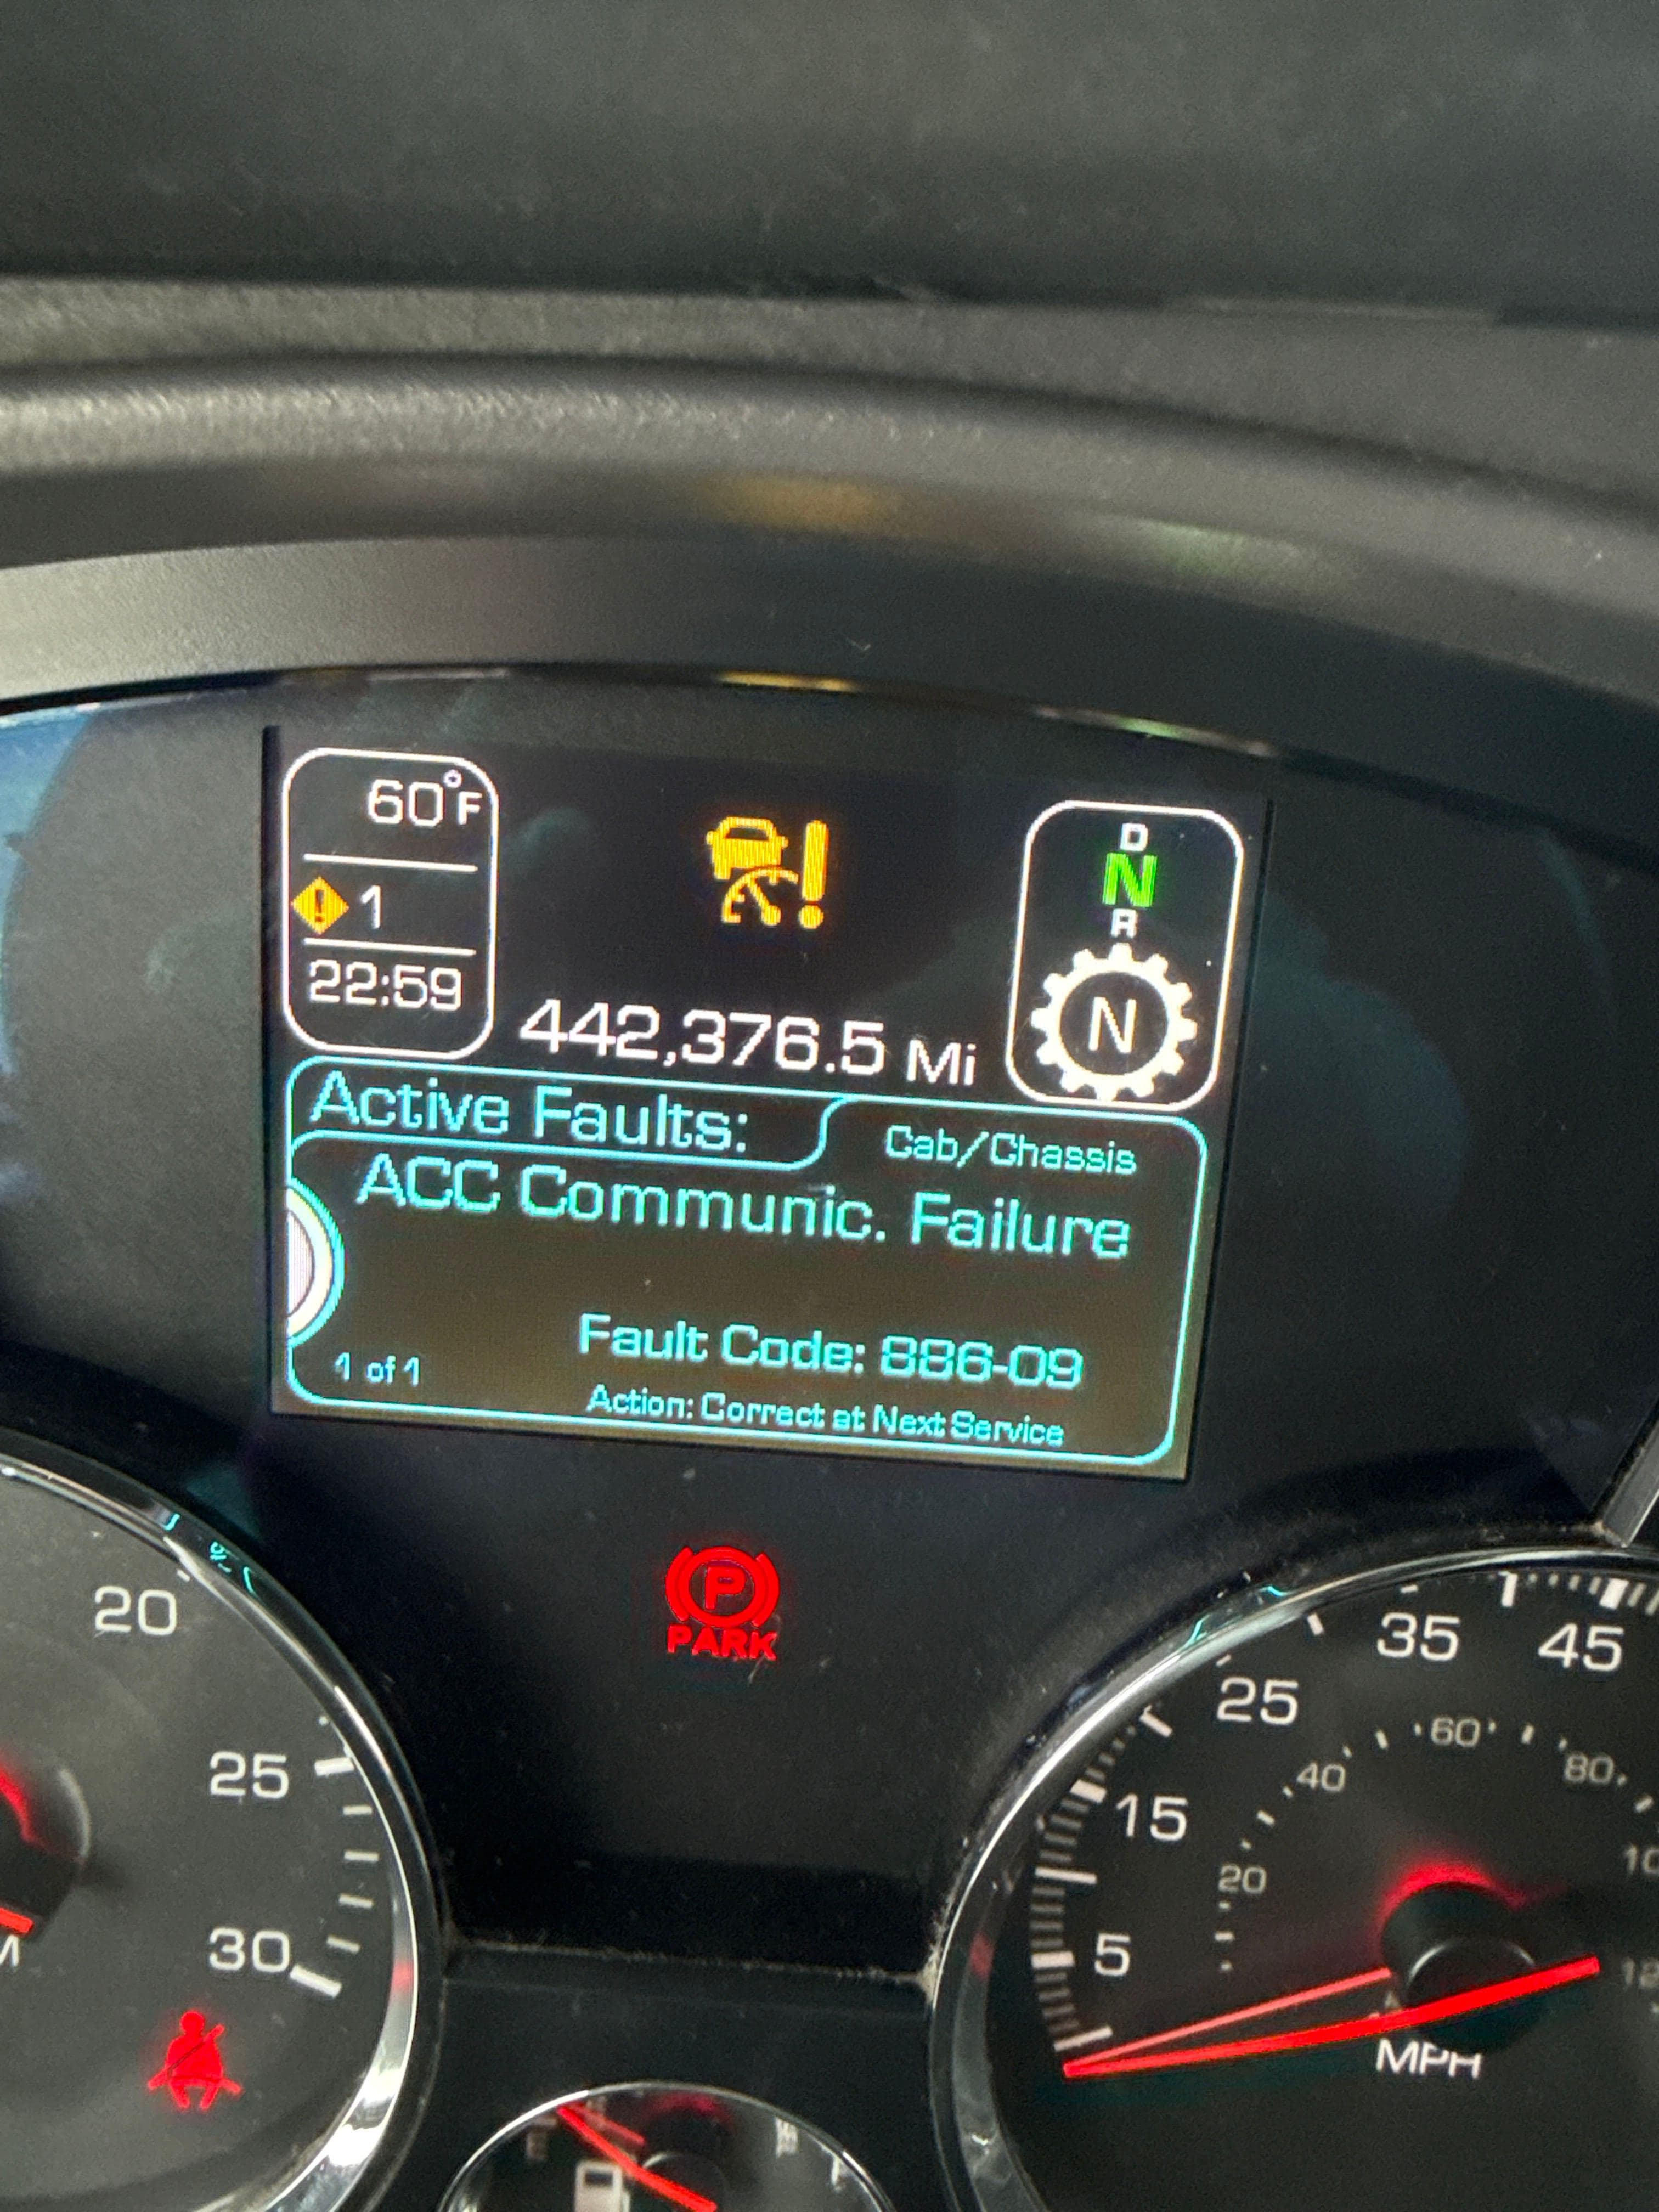 60°F
1
22:59
D
N
R
N
442,376.5 Mi
Active Faults:
Cab/Chassis
ACC Communic. Failure
Fault Code: 886-09
1 of 1
Action: Correct at Next Service
P
PARK
20
25
30
5
15
25
35
45
20
40
60
80
MPH